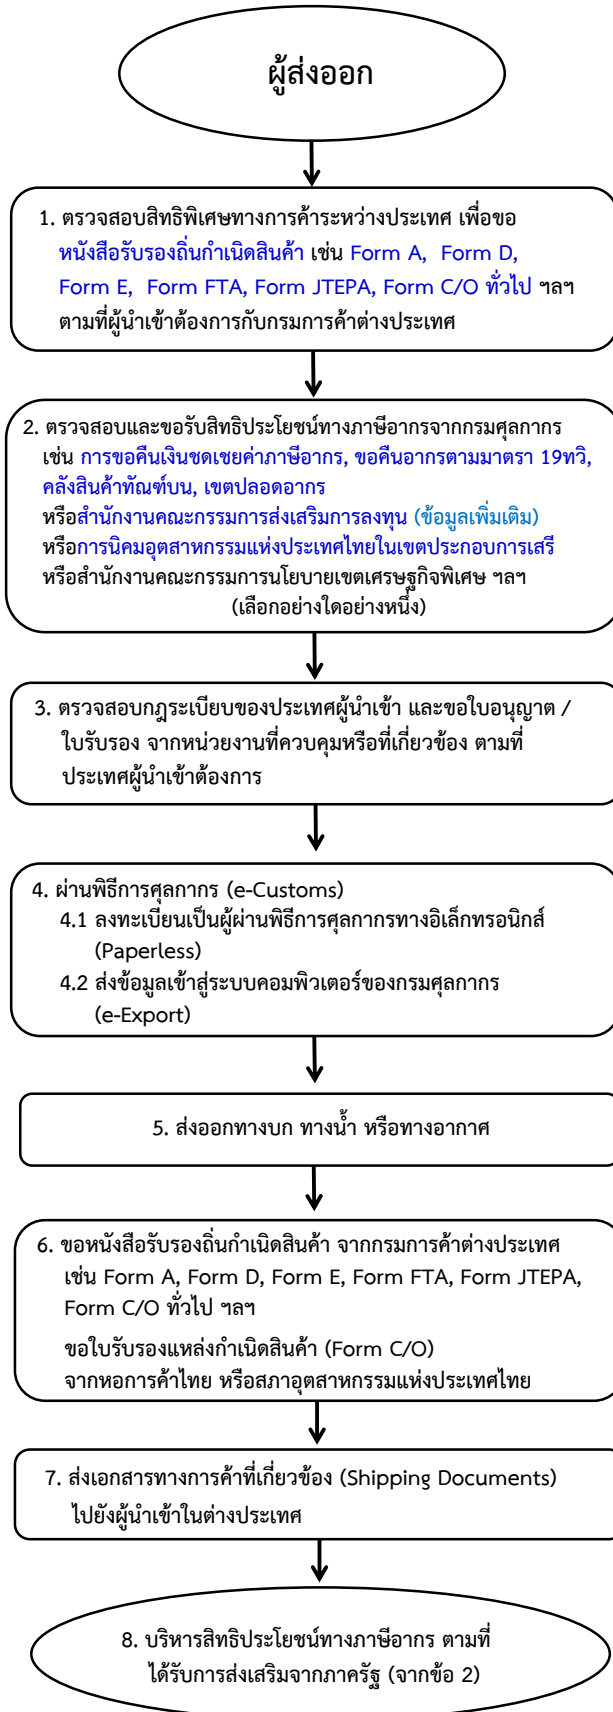 ผู้ส่งออก
1. ตรวจสอบสิทธิพิเศษทางการค้าระหว่างประเทศ เพื่อขอ
หนังสือรับรองถิ่นกำเนิดสินค้า เช่น Form A, Form D,
Form E, Form FTA, Form JTEPA, Form C/O ทั่วไป ฯลฯ
ตามที่ผู้นำเข้าต้องการกับกรมการค้าต่างประเทศ
2. ตรวจสอบและขอรับสิทธิประโยชน์ทางภาษีอากรจากกรมศุลกากร
เช่น การขอคืนเงินชดเชยค่าภาษีอากร, ขอคืนอากรตามมาตรา 19ทวิ,
คลังสินค้าทัณฑ์บน, เขตปลอดอากร
หรือสำนักงานคณะกรรมการส่งเสริมการลงทุน (ข้อมูลเพิ่มเติม)
หรือการนิคมอุตสาหกรรมแห่งประเทศไทยในเขตประกอบการเสรี
หรือสำนักงานคณะกรรมการนโยบายเขตเศรษฐกิจพิเศษ ฯลฯ
(เลือกอย่างใดอย่างหนึ่ง)
3. ตรวจสอบกฎระเบียบของประเทศผู้นำเข้า และขอใบอนุญาต /
ใบรับรอง จากหน่วยงานที่ควบคุมหรือที่เกี่ยวข้อง ตามที่
ประเทศผู้นำเข้าต้องการ
4. ผ่านพิธีการศุลกากร (e-Customs)
4.1 ลงทะเบียนเป็นผู้ผ่านพิธีการศุลกากรทางอิเล็กทรอนิกส์
(Paperless)
4.2 ส่งข้อมูลเข้าสู่ระบบคอมพิวเตอร์ของกรมศุลกากร
(e-Export)
5. ส่งออกทางบก ทางน้ำ หรือทางอากาศ
6. ขอหนังสือรับรองถิ่นกำเนิดสินค้า จากกรมการค้าต่างประเทศ
เช่น Form A, Form D, Form E, Form FTA, Form JTEPA,
Form C/O ทั่วไป ฯลฯ
ขอใบรับรองแหล่งกำเนิดสินค้า (Form C/O)
จากหอการค้าไทย หรือสภาอุตสาหกรรมแห่งประเทศไทย
7. ส่งเอกสารทางการค้าที่เกี่ยวข้อง (Shipping Documents)
ไปยังผู้นำเข้าในต่างประเทศ
8. บริหารสิทธิประโยชน์ทางภาษีอากร ตามที่
ได้รับการส่งเสริมจากภาครัฐ (จากข้อ 2)